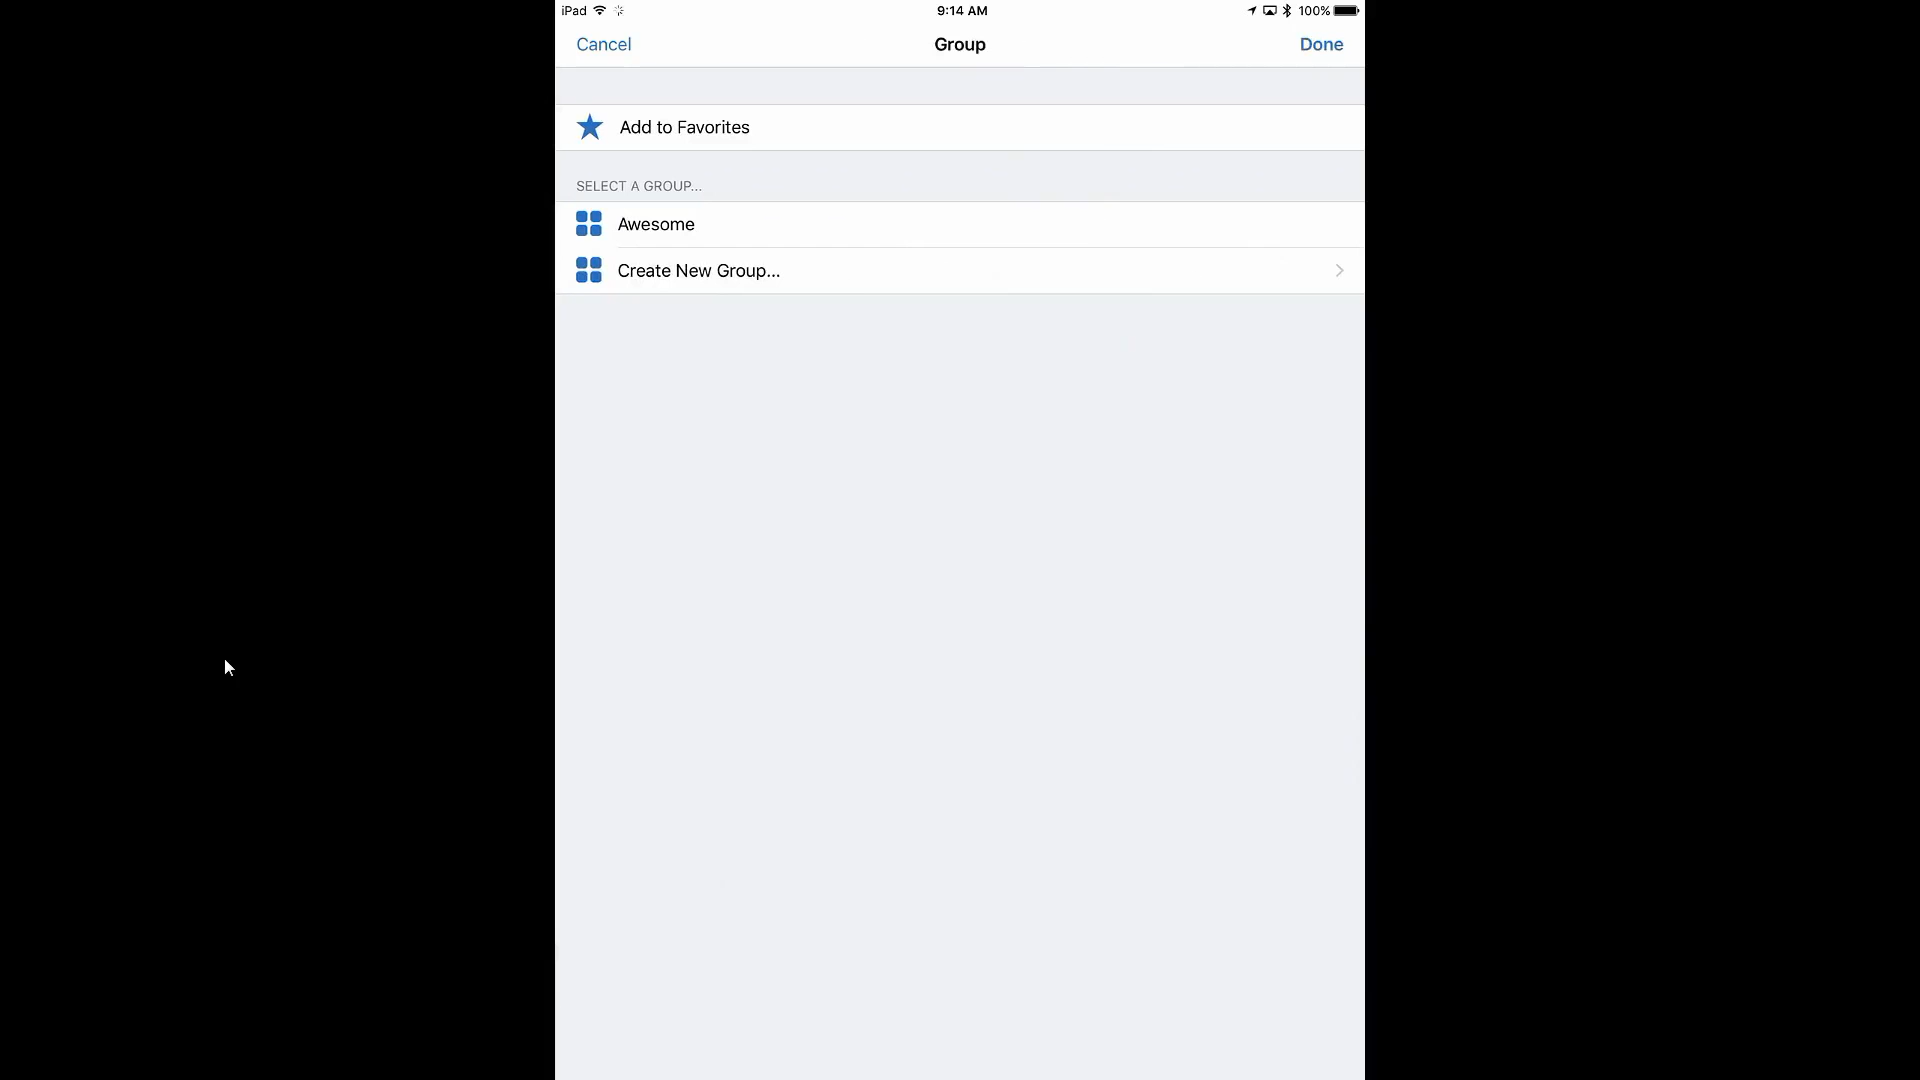 iPad 9:14 AM 100%
Cancel Group Done
Add to Favorites
SELECT A GROUP...
Awesome
Create New Group...